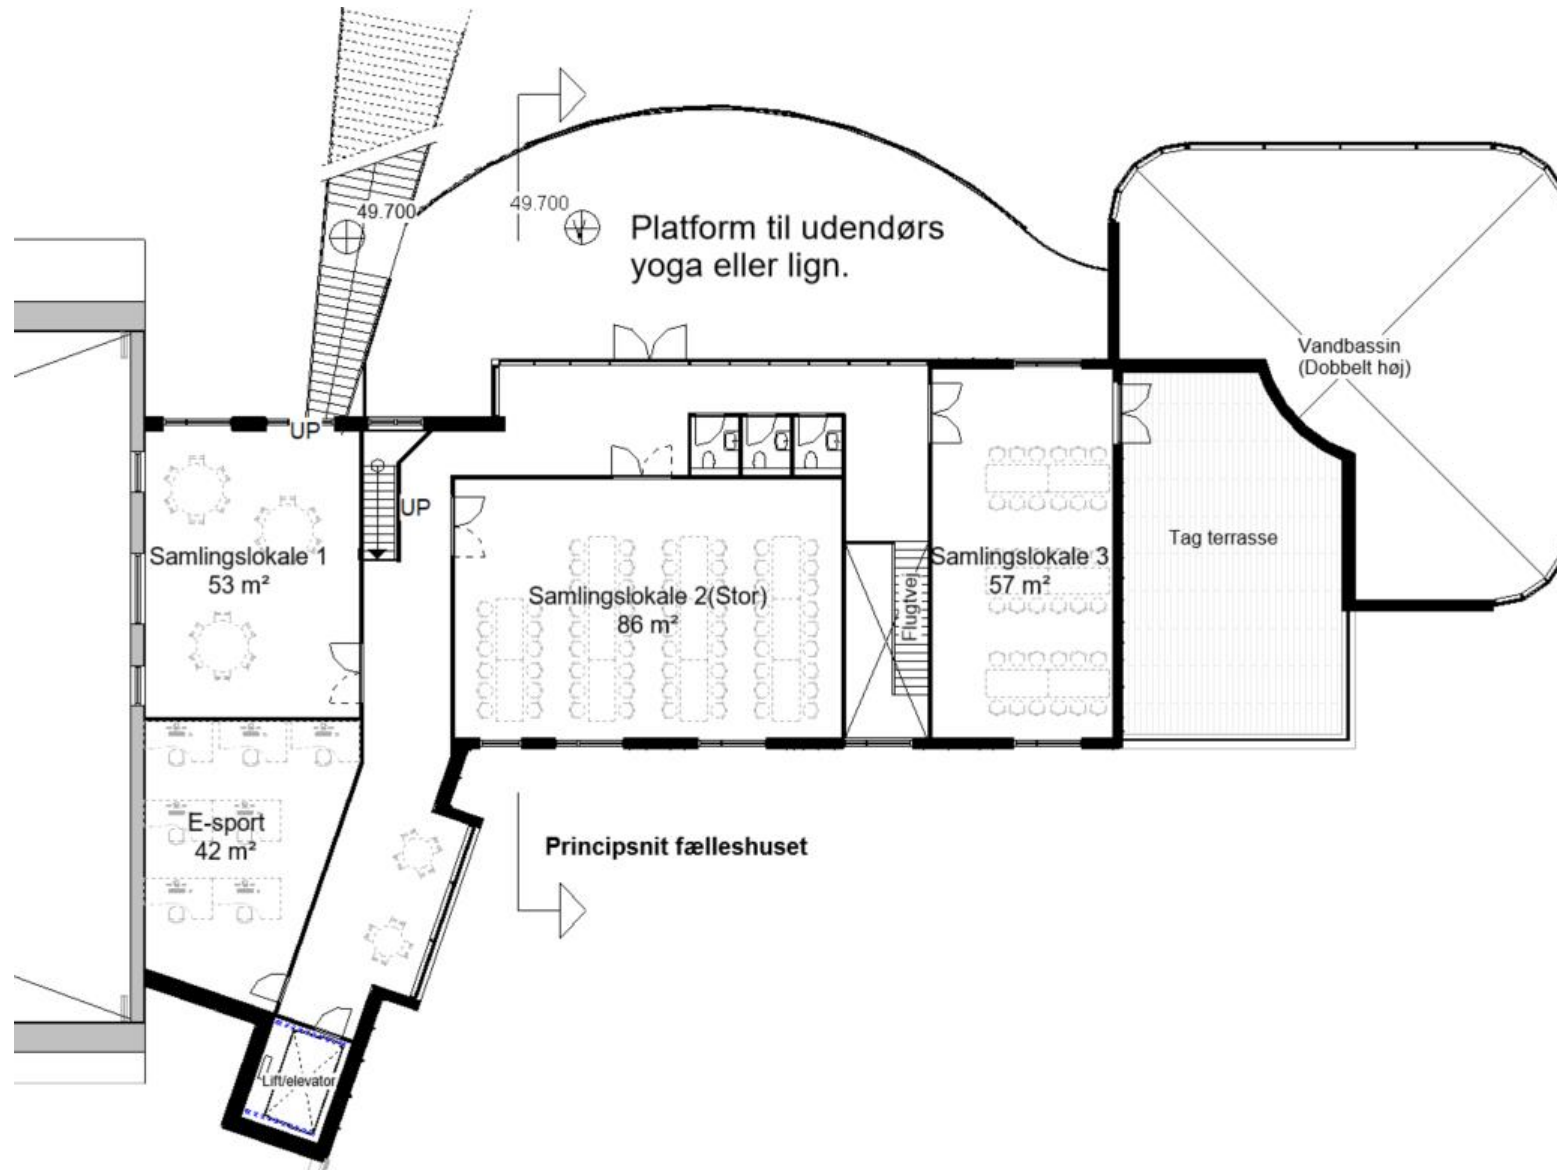 49.700
49.700
Platform til udendørs
yoga eller lign.
Vandbassin
(Dobbelt høj)
UP
UP
Samlingslokale 1
53 m²
Samlingslokale 2(Stor)
86 m²
Flugtvej
Samlingslokale 3
57 m²
Tag terrasse
E-sport
42 m²
Principsnit fælleshuset
Lift/elevator